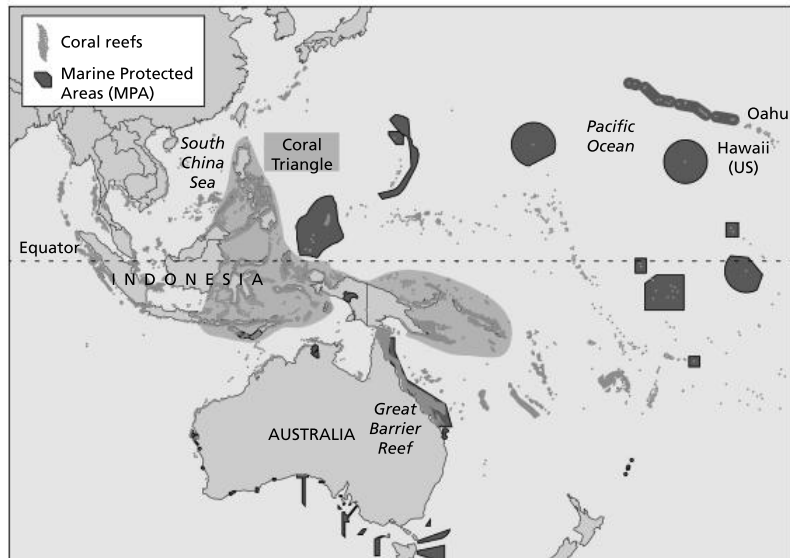 Coral reefs
Marine Protected
Areas (MPA)
South
China
Sea
Coral
Triangle
Pacific
Ocean
Oahu
Hawaii
(US)
Equator
INDONESIA
AUSTRALIA
Great
Barrier
Reef